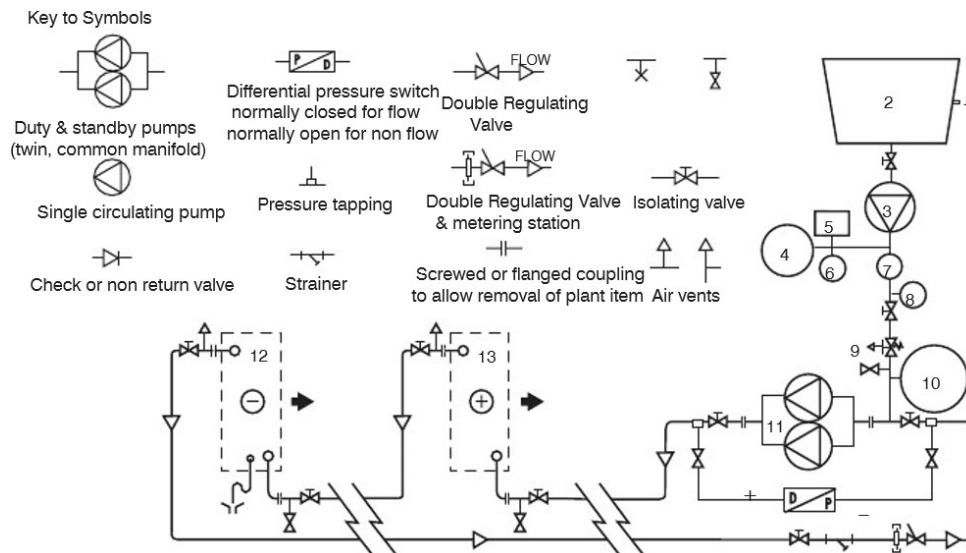 Key to Symbols
P
D
Differential pressure switch
normally closed for flow
normally open for non flow
FLOW
Double Regulating
Valve
Duty & standby pumps
(twin, common manifold)
FLOW
Single circulating pump
Pressure tapping
Double Regulating Valve
& metering station
Isolating valve
Check or non return valve
Strainer
Screwed or flanged coupling
to allow removal of plant item
Air vents
2
3
4
5
6
7
8
9
10
11
12
−
13
+
+
D
P
−